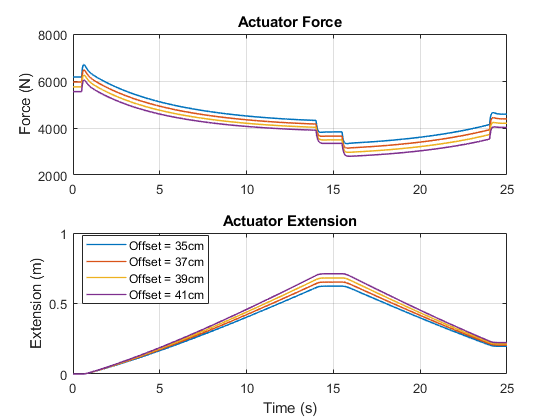 Actuator Force
8000
6000
4000
2000
Force (N)
0 5 10 15 20 25
Actuator Extension
1
0.5
0
Extension (m)
Offset = 35cm
Offset = 37cm
Offset = 39cm
Offset = 41cm
0 5 10 15 20 25
Time (s)